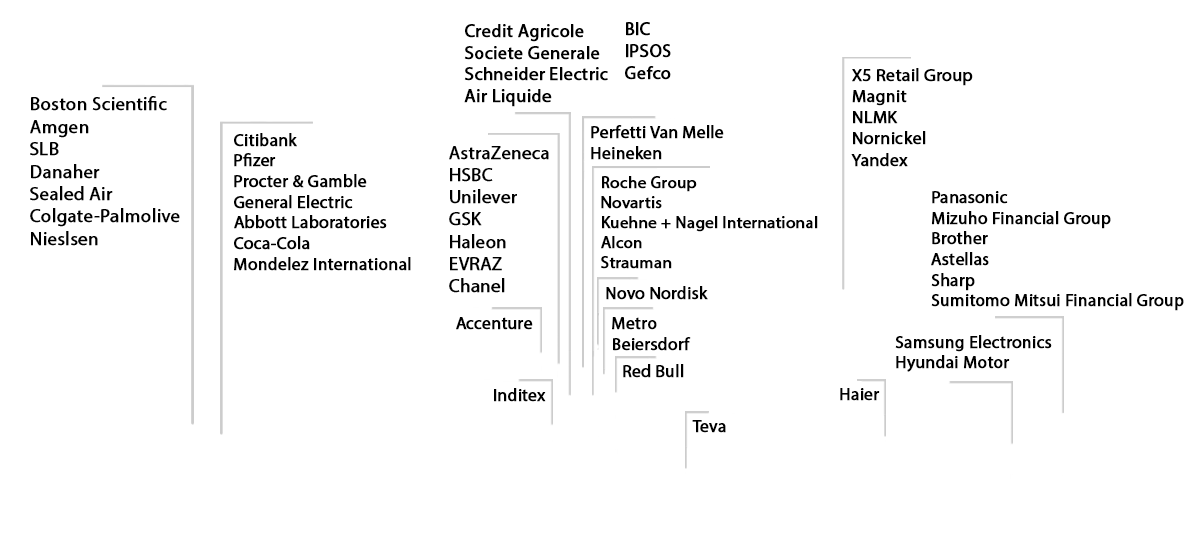 Boston Scientific
Amgen
SLB
Danaher
Sealed Air
Colgate-Palmolive
Nieslsen
Citibank
Pfizer
Procter & Gamble
General Electric
Abbott Laboratories
Coca-Cola
Mondelez International
Credit Agricole
Societe Generale
Schneider Electric
Air Liquide
BIC
IPSOS
Gefco
AstraZeneca
HSBC
Unilever
GSK
Haleon
EVRAZ
Chanel
Accenture
Inditex
Perfetti Van Melle
Heineken
Roche Group
Novartis
Kuehne + Nagel International
Alcon
Strauman
Novo Nordisk
Metro
Beiersdorf
Red Bull
Teva
X5 Retail Group
Magnit
NLMK
Nornickel
Yandex
Panasonic
Mizuho Financial Group
Brother
Astellas
Sharp
Sumitomo Mitsui Financial Group
Samsung Electronics
Hyundai Motor
Haier